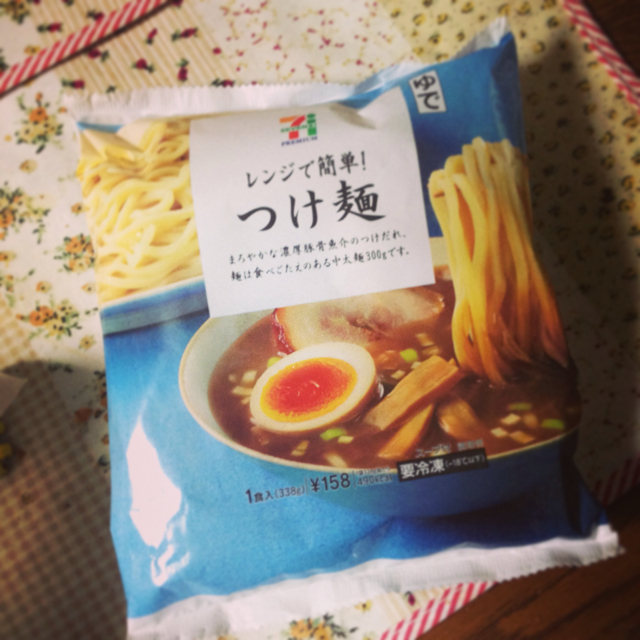 ゆで
PREMIUM
レンジで簡単!
つけ麺
まろやかな濃厚豚骨魚介のつけだれ。
麺は食べごたえのある中太麺300gです。
1食入(338g) ¥158
要冷凍